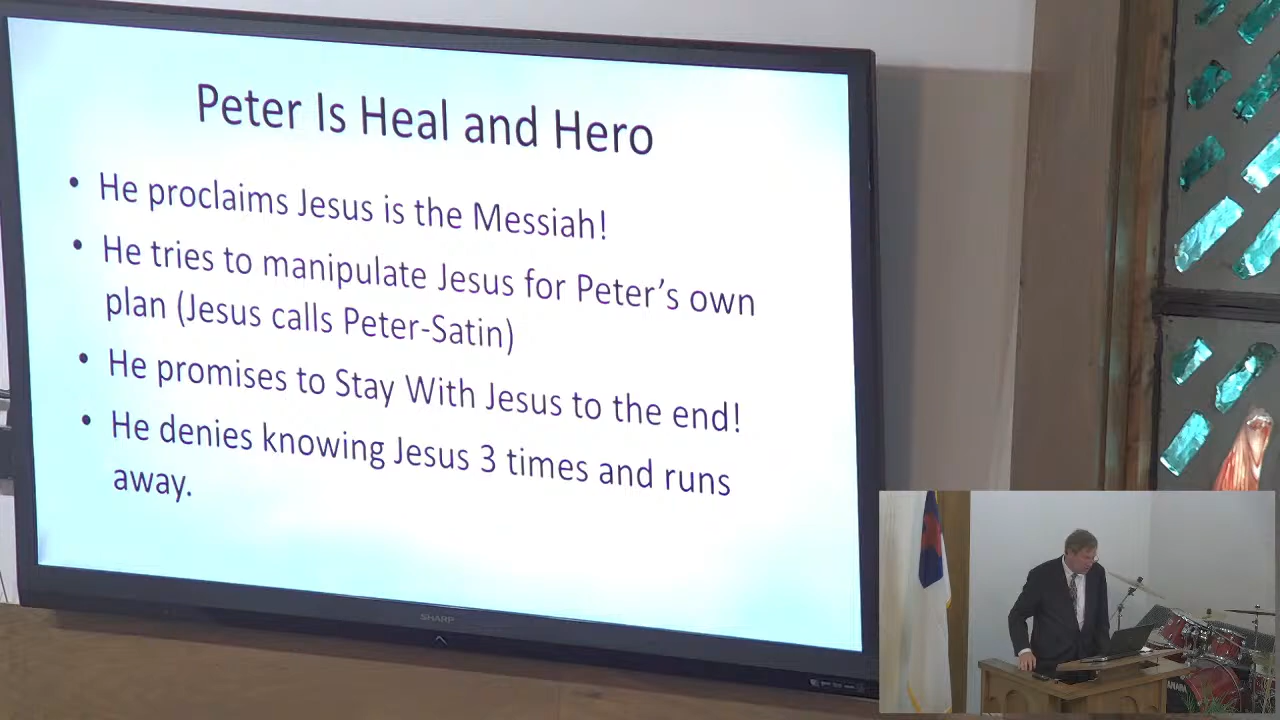 Peter Is Heal and Hero
• He proclaims Jesus is the Messiah!
• He tries to manipulate Jesus for Peter’s own
plan (Jesus calls Peter-Satin)
• He promises to Stay With Jesus to the end!
• He denies knowing Jesus 3 times and runs
away.
SHARP